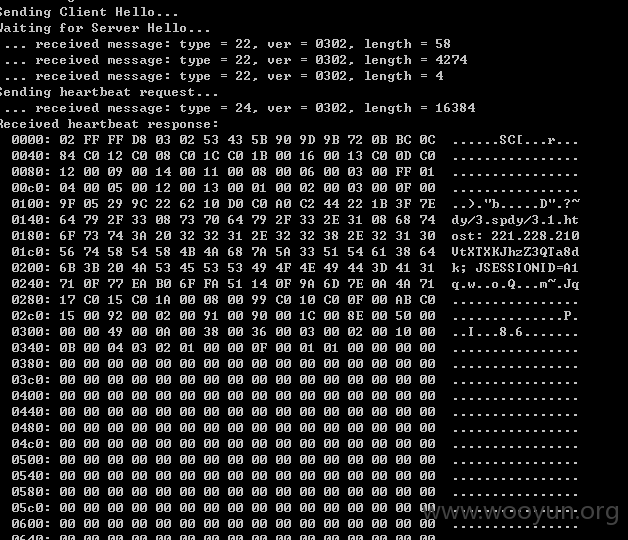 Sending Client Hello...
Waiting for Server Hello...
... received message: type = 22, ver = 0302, length = 58
... received message: type = 22, ver = 0302, length = 4274
... received message: type = 22, ver = 0302, length = 4
Sending heartbeat request...
... received message: type = 24, ver = 0302, length = 16384
Received heartbeat response:
0000: 02 FF FF D8 03 02 53 43 5B 90 9D 9B 72 0B BC 0C ......SC[...r...
0040: 84 C0 12 C0 08 C0 1C C0 1B 00 16 00 13 C0 0D C0 ................
0080: 12 00 09 00 14 00 11 00 08 00 06 00 03 00 FF 01 ................
00c0: 04 00 05 00 12 00 13 00 01 00 02 00 03 00 0F 00 ................
0100: 9F 05 29 9C 22 62 10 D0 C0 A0 C2 44 22 1B 3F 7E ..)."b.....D".?~
0140: 64 79 2F 33 08 73 70 64 79 2F 33 2E 31 08 68 74 dy/3.spdy/3.1.ht
0180: 6F 73 74 3A 20 32 32 31 2E 32 32 38 2E 32 31 30 ost: 221.228.210
01c0: 56 74 58 54 58 4B 4A 68 7A 5A 33 51 54 61 38 64 VtXTXKJhzZ3QTa8d
0200: 6B 3B 20 4A 53 45 53 53 49 4F 4E 49 44 3D 41 31 k; JSESSIONID=A1
0240: 71 0F 77 EA B0 6F FA 51 14 0F 9A 6D 7E 0A 4A 71 q.w..o.Q...m~.Jq
0280: 17 C0 15 C0 1A 00 08 00 99 C0 10 C0 0F 00 AB C0 ................
02c0: 15 00 92 00 02 00 91 00 90 00 1C 00 8E 00 50 00 ..............P.
0300: 00 00 49 00 0A 00 38 00 36 00 03 00 02 00 10 00 ..I...8.6.......
0340: 0B 00 04 03 02 01 00 00 0F 00 01 01 00 00 00 00 ................
0380: 00 00 00 00 00 00 00 00 00 00 00 00 00 00 00 00 ................
03c0: 00 00 00 00 00 00 00 00 00 00 00 00 00 00 00 00 ................
0400: 00 00 00 00 00 00 00 00 00 00 00 00 00 00 00 00 ................
0440: 00 00 00 00 00 00 00 00 00 00 00 00 00 00 00 00 ................
0480: 00 00 00 00 00 00 00 00 00 00 00 00 00 00 00 00 ................
04c0: 00 00 00 00 00 00 00 00 00 00 00 00 00 00 00 00 ................
0500: 00 00 00 00 00 00 00 00 00 00 00 00 00 00 00 00 ................
0540: 00 00 00 00 00 00 00 00 00 00 00 00 00 00 00 00 ................
0580: 00 00 00 00 00 00 00 00 00 00 00 00 00 00 00 00 ................
05c0: 00 00 00 00 00 00 00 00 00 00 00 00 00 00 00 00 ................
0600: 00 00 00 00 00 00 00 00 00 00 00 00 00 00 00 00 ................
www.wooyun.org